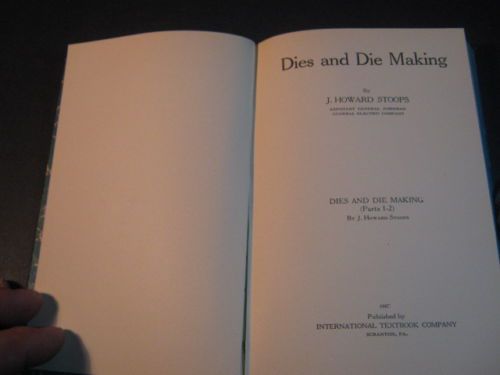 Dies and Die Making
By
J. HOWARD STOOPS
ASSISTANT GENERAL FOREMAN
GENERAL ELECTRIC COMPANY
DIES AND DIE MAKING
(Parts 1-2)
By J. Howard Stoops
Published by
INTERNATIONAL TEXTBOOK COMPANY
SCRANTON, PA.